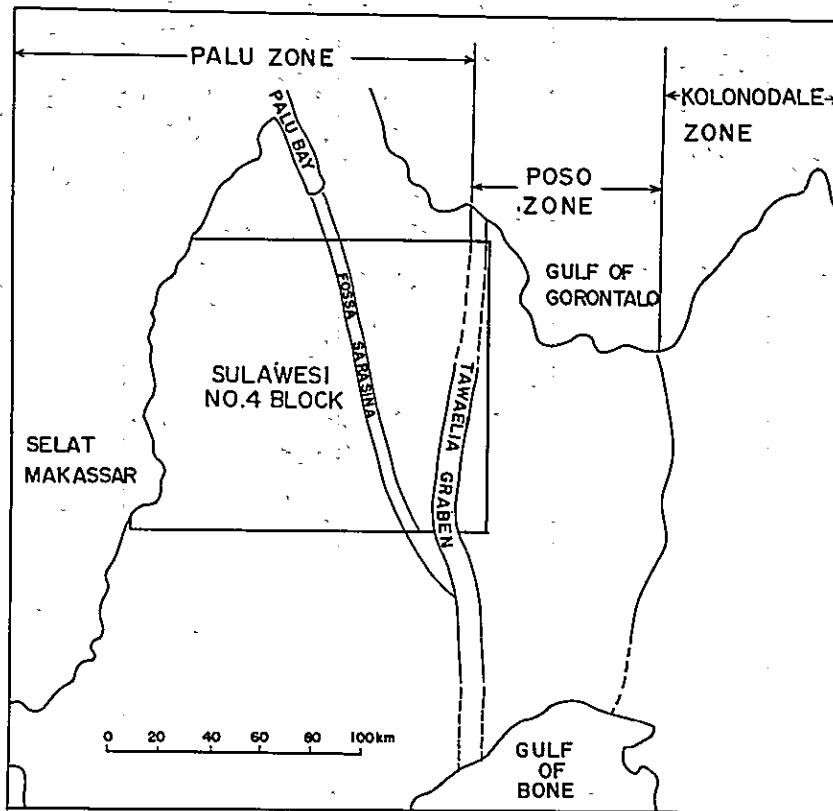 PALU ZONE
KOLONODALE
ZONE
PALU BAY
POSO
ZONE
GULF OF
GORONTALO
FOSSA SARASINA
TAWAELIA GRABEN
SULAWESI
NO.4 BLOCK
SELAT
MAKASSAR
0 20 40 60 80 100km
GULF
OF
BONE